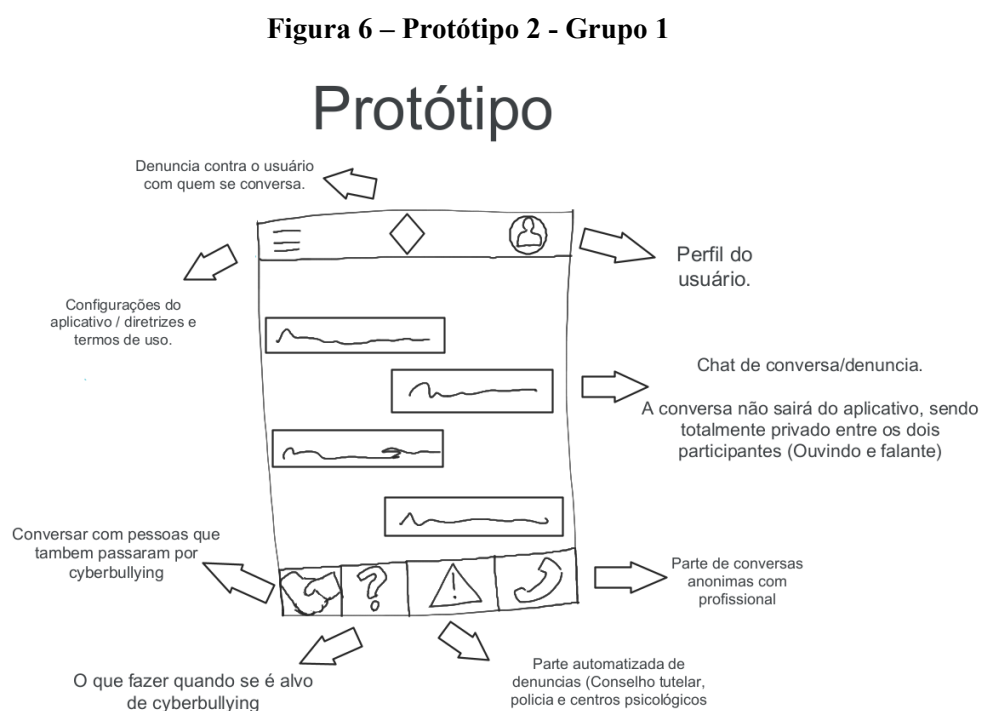 Figura 6 – Protótipo 2 - Grupo 1
Protótipo
Denuncia contra o usuário
com quem se conversa.
Perfil do
usuário.
Configurações do
aplicativo / diretrizes e
termos de uso.
Chat de conversa/denuncia.
A conversa não sairá do aplicativo, sendo
totalmente privado entre os dois
participantes (Ouvindo e falante)
Conversar com pessoas que
tambem passaram por
cyberbullying
Parte de conversas
anonimas com
profissional
O que fazer quando se é alvo
de cyberbullying
Parte automatizada de
denuncias (Conselho tutelar,
policia e centros psicológicos